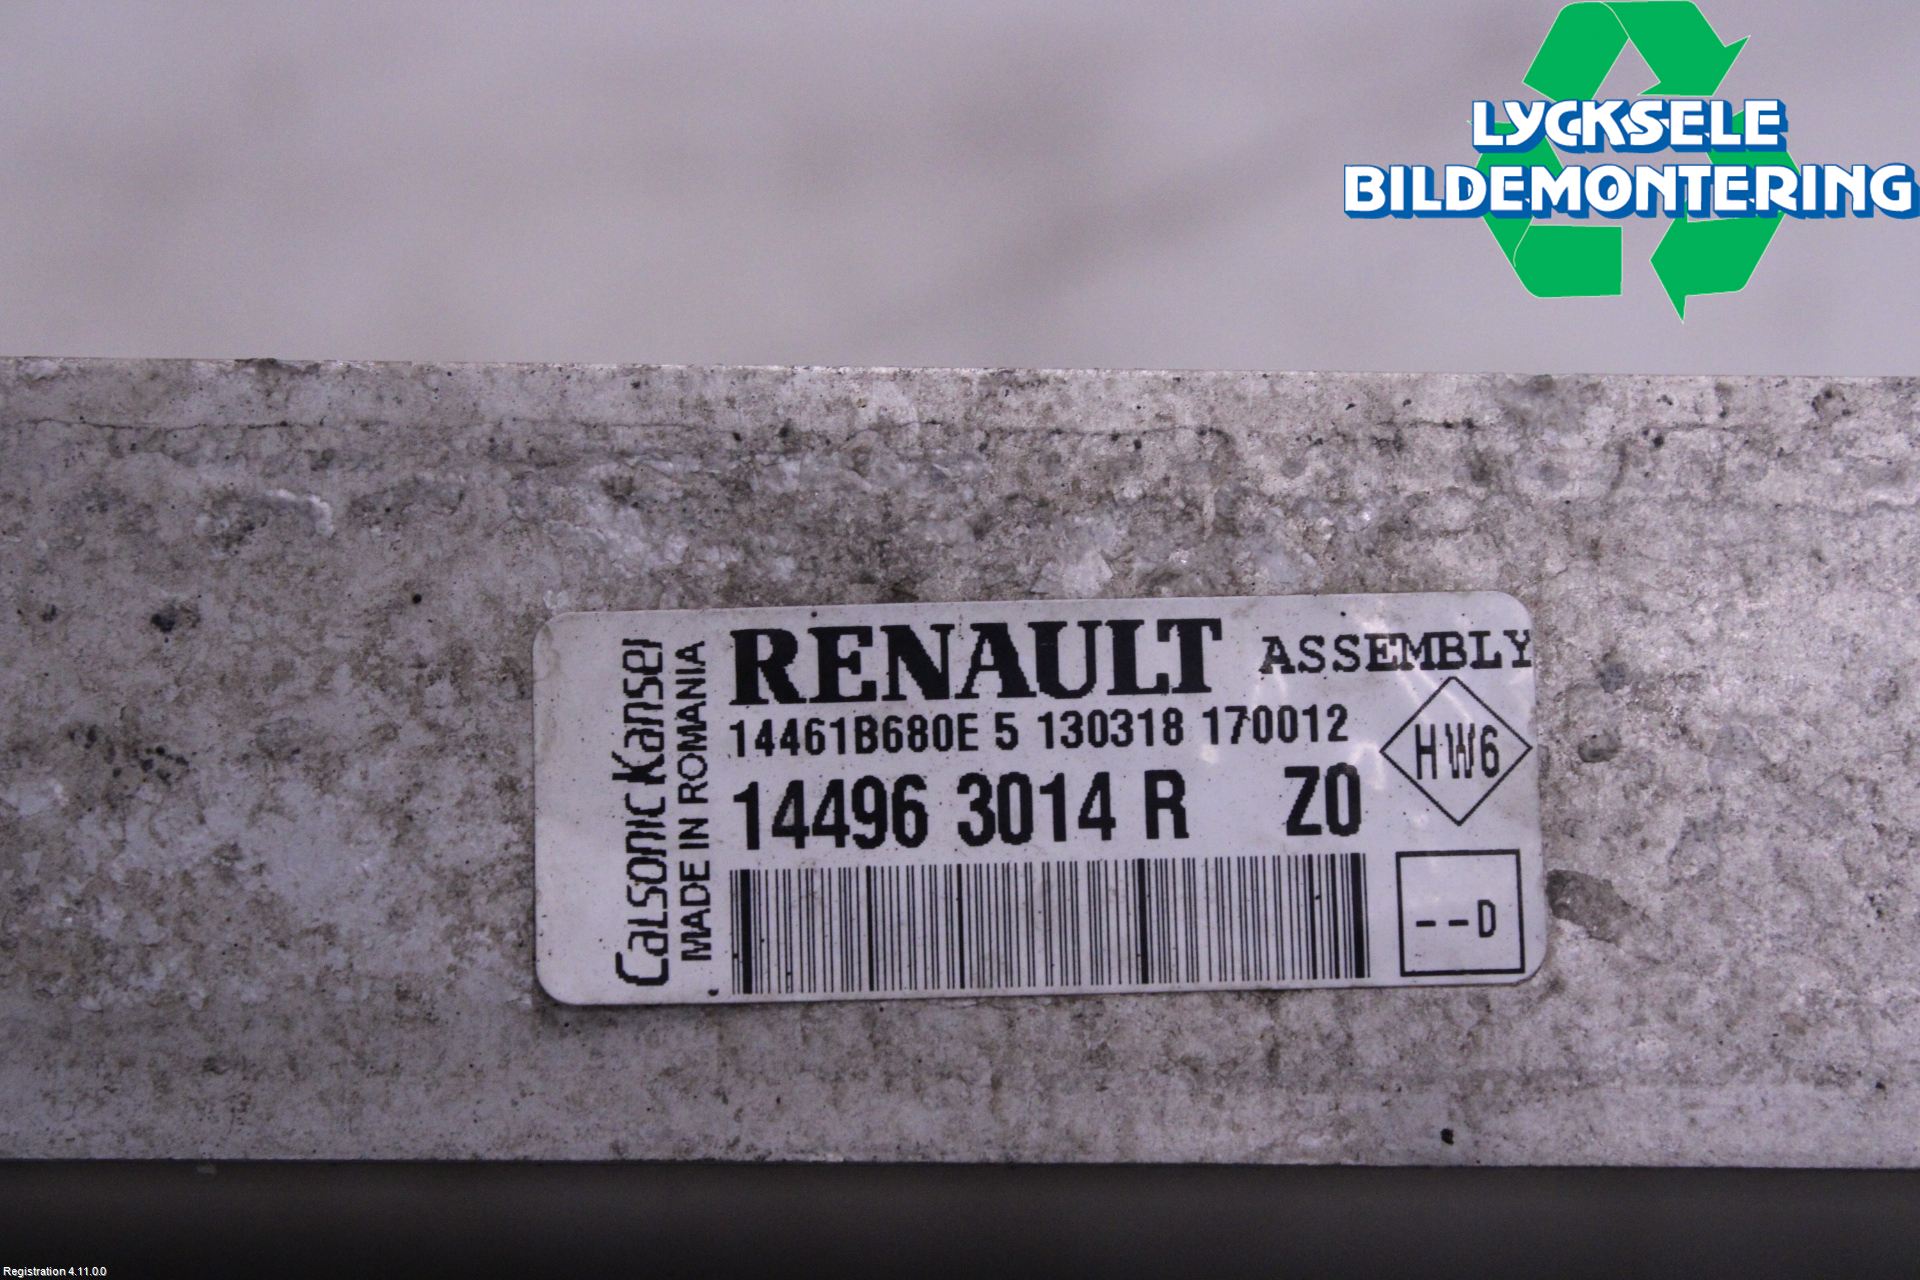 LYCKSELE
BILDEMONTERING
Calsonic Kansei
MADE IN ROMANIA
RENAULT ASSEMBLY
14461B680E 5 130318 170012
14496 3014 R Z0
HW6
--D
Registration 4.11.0.0